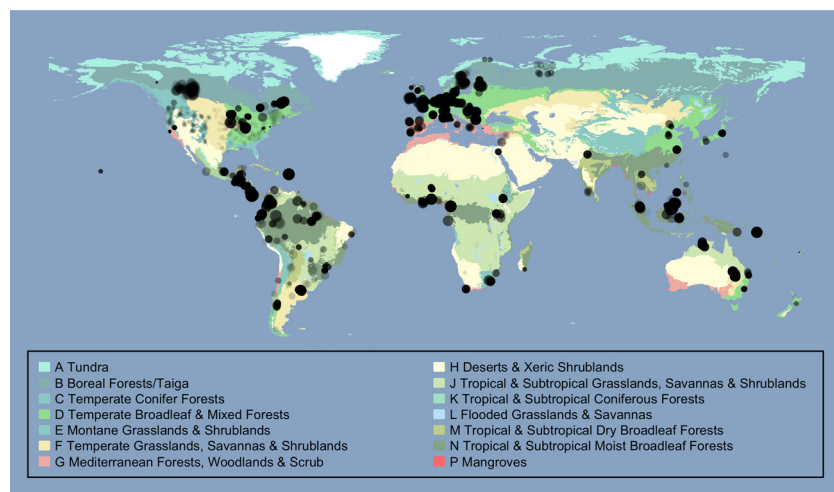 A Tundra
B Boreal Forests/Taiga
C Temperate Conifer Forests
D Temperate Broadleaf & Mixed Forests
E Montane Grasslands & Shrublands
F Temperate Grasslands, Savannas & Shrublands
G Mediterranean Forests, Woodlands & Scrub
H Deserts & Xeric Shrublands
J Tropical & Subtropical Grasslands, Savannas & Shrublands
K Tropical & Subtropical Coniferous Forests
L Flooded Grasslands & Savannas
M Tropical & Subtropical Dry Broadleaf Forests
N Tropical & Subtropical Moist Broadleaf Forests
P Mangroves